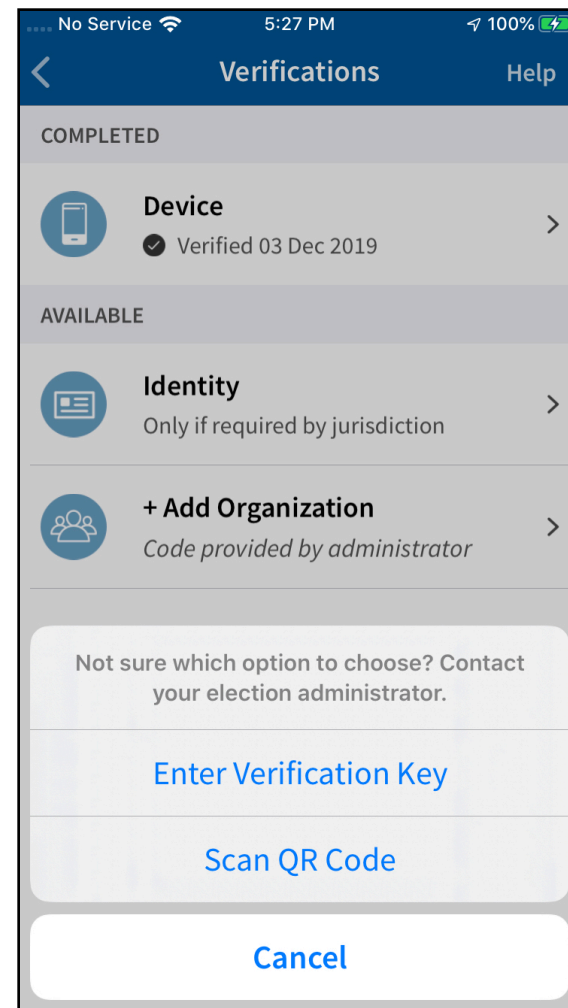 No Service 5:27 PM 100%
Verifications Help
COMPLETED
Device
Verified 03 Dec 2019
AVAILABLE
Identity
Only if required by jurisdiction
+ Add Organization
Code provided by administrator
Not sure which option to choose? Contact
your election administrator.
Enter Verification Key
Scan QR Code
Cancel